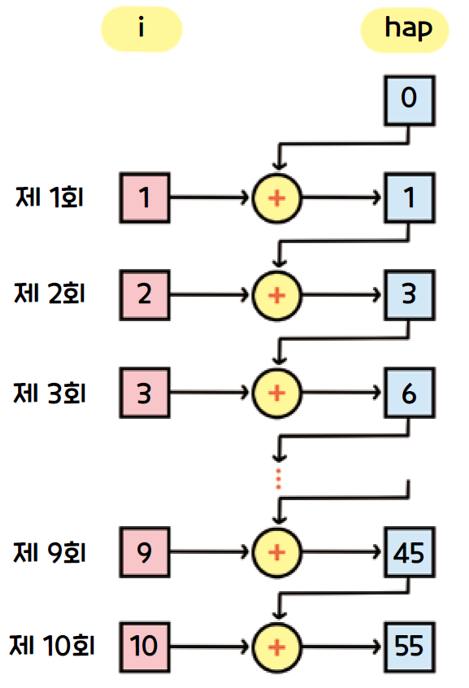 i hap
0
제 1회 1 + 1
제 2회 2 + 3
제 3회 3 + 6
⋮
제 9회 9 + 45
제 10회 10 + 55